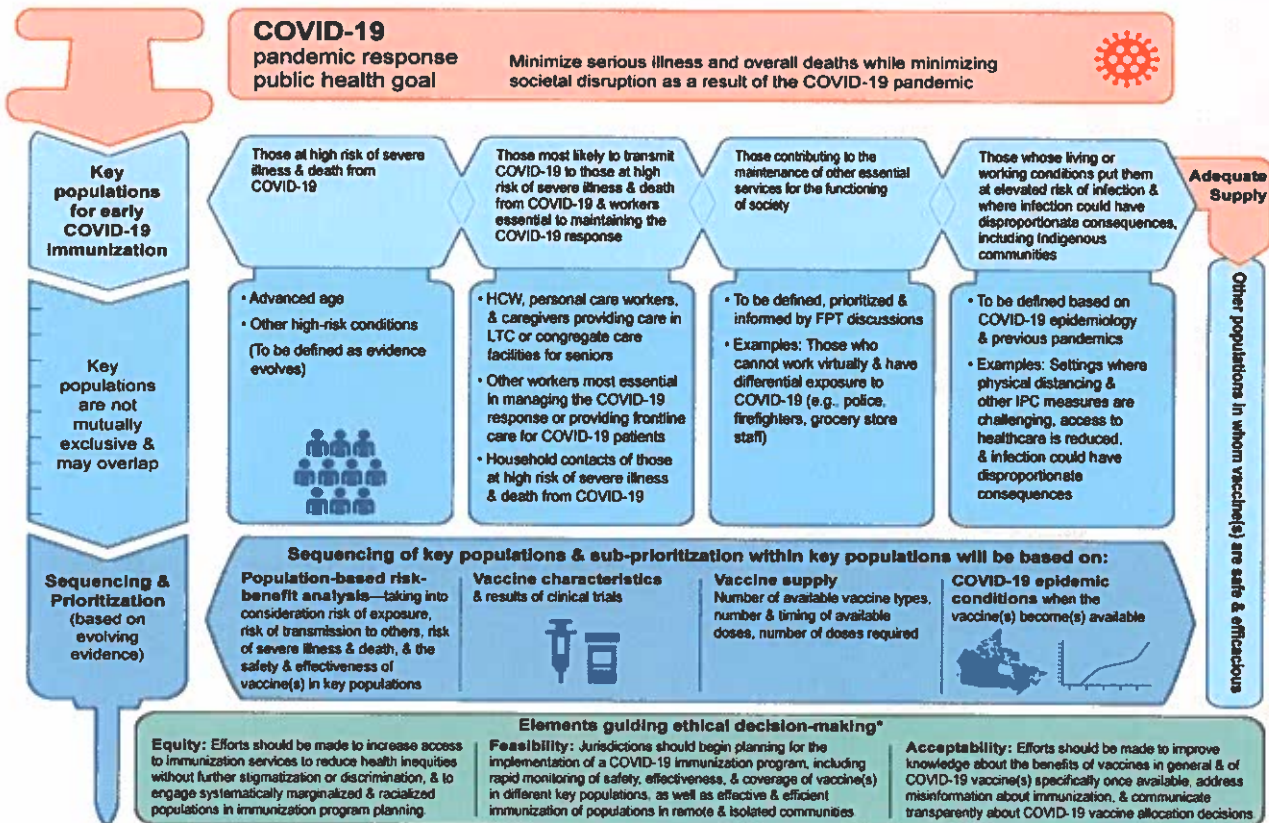 COVID-19
pandemic response
public health goal
Minimize serious illness and overall deaths while minimizing
societal disruption as a result of the COVID-19 pandemic
Key
populations
for early
COVID-19
immunization
Those at high risk of severe
illness & death from
COVID-19
Those most likely to transmit
COVID-19 to those at high
risk of severe illness & death
from COVID-19 & workers
essential to maintaining the
COVID-19 response
Those contributing to the
maintenance of other essential
services for the functioning
of society
Those whose living or
working conditions put them
at elevated risk of infection &
where infection could have
disproportionate consequences,
including Indigenous
communities
Adequate
Supply
Key
populations
are not
mutually
exclusive &
may overlap
• Advanced age
• Other high-risk conditions
(To be defined as evidence
evolves)
• HCW, personal care workers,
& caregivers providing care in
LTC or congregate care
facilities for seniors
• Other workers most essential
in managing the COVID-19
response or providing frontline
care for COVID-19 patients
• Household contacts of those
at high risk of severe illness
& death from COVID-19
• To be defined, prioritized &
informed by FPT discussions
• Examples: Those who
cannot work virtually & have
differential exposure to
COVID-19 (e.g., police,
firefighters, grocery store
staff)
• To be defined based on
COVID-19 epidemiology
& previous pandemics
• Examples: Settings where
physical distancing &
other IPC measures are
challenging, access to
healthcare is reduced,
& infection could have
disproportionate
consequences
Other populations in whom vaccine(s) are safe & efficacious
Sequencing &
Prioritization
(based on
evolving
evidence)
Sequencing of key populations & sub-prioritization within key populations will be based on:
Population-based risk-
benefit analysis—taking into
consideration risk of exposure,
risk of transmission to others, risk
of severe illness & death, & the
safety & effectiveness of
vaccine(s) in key populations
Vaccine characteristics
& results of clinical trials
Vaccine supply
Number of available vaccine types,
number & timing of available
doses, number of doses required
COVID-19 epidemic
conditions when the
vaccine(s) become(s) available
Elements guiding ethical decision-making*
Equity: Efforts should be made to increase access
to immunization services to reduce health inequities
without further stigmatization or discrimination, & to
engage systematically marginalized & racialized
populations in immunization program planning.
Feasibility: Jurisdictions should begin planning for the
implementation of a COVID-19 immunization program, including
rapid monitoring of safety, effectiveness, & coverage of vaccine(s)
in different key populations, as well as effective & efficient
immunization of populations in remote & isolated communities
Acceptability: Efforts should be made to improve
knowledge about the benefits of vaccines in general & of
COVID-19 vaccine(s) specifically once available, address
misinformation about immunization, & communicate
transparently about COVID-19 vaccine allocation decisions